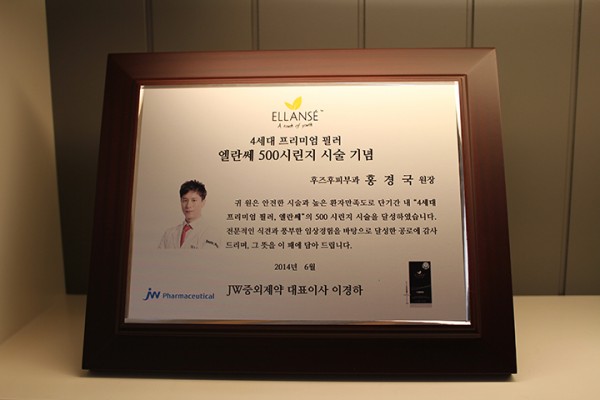 ELLANSÉ™
A touch of youth
4세대 프리미엄 필러
엘란쎄 500시린지 시술 기념
후즈후피부과 홍경국 원장
귀 원은 안전한 시술과 높은 환자만족도로 단기간 내 "4세대
프리미엄 필러, 엘란쎄"의 500 시린지 시술을 달성하였습니다.
전문적인 식견과 풍부한 임상경험을 바탕으로 달성한 공로에 감사
드리며, 그 뜻을 이 패에 담아 드립니다.
2014년 6월
JW Pharmaceutical
JW중외제약 대표이사 이경하